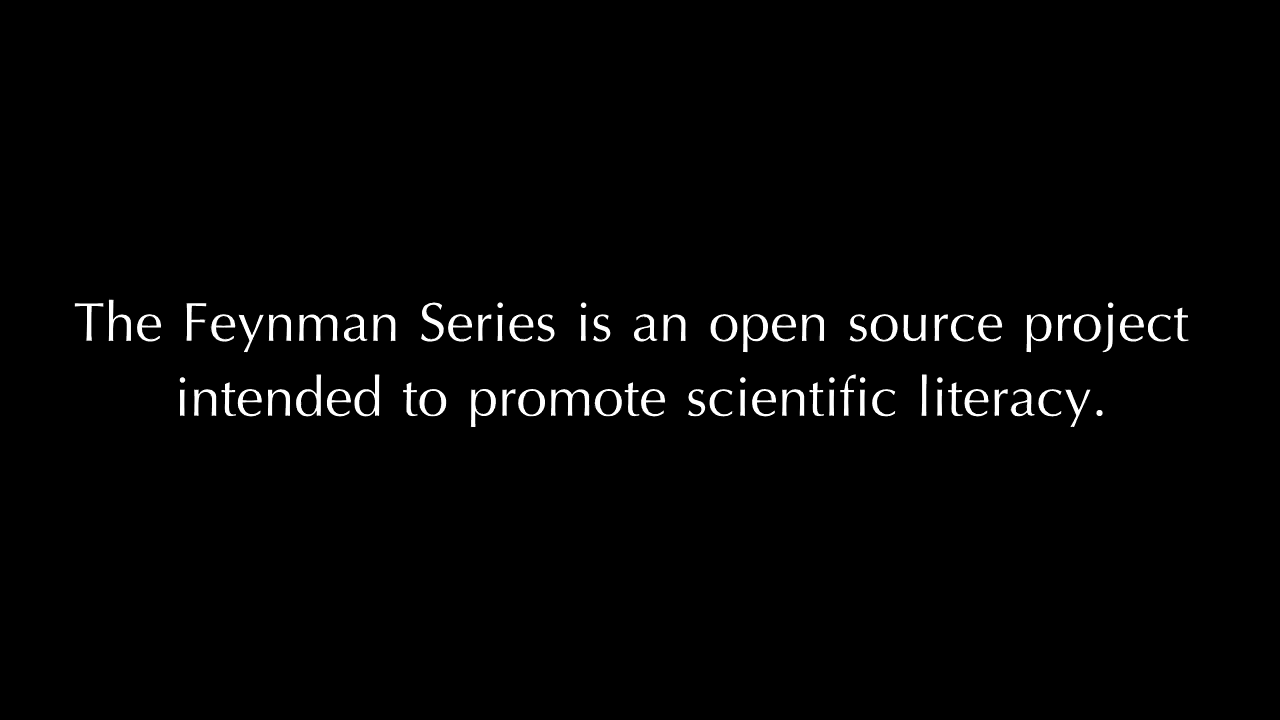 The Feynman Series is an open source project
intended to promote scientific literacy.